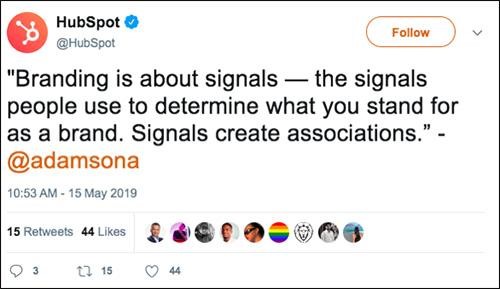 HubSpot
@HubSpot
Follow
"Branding is about signals — the signals
people use to determine what you stand for
as a brand. Signals create associations.” -
@adamsona
10:53 AM - 15 May 2019
15 Retweets 44 Likes
3 15 44